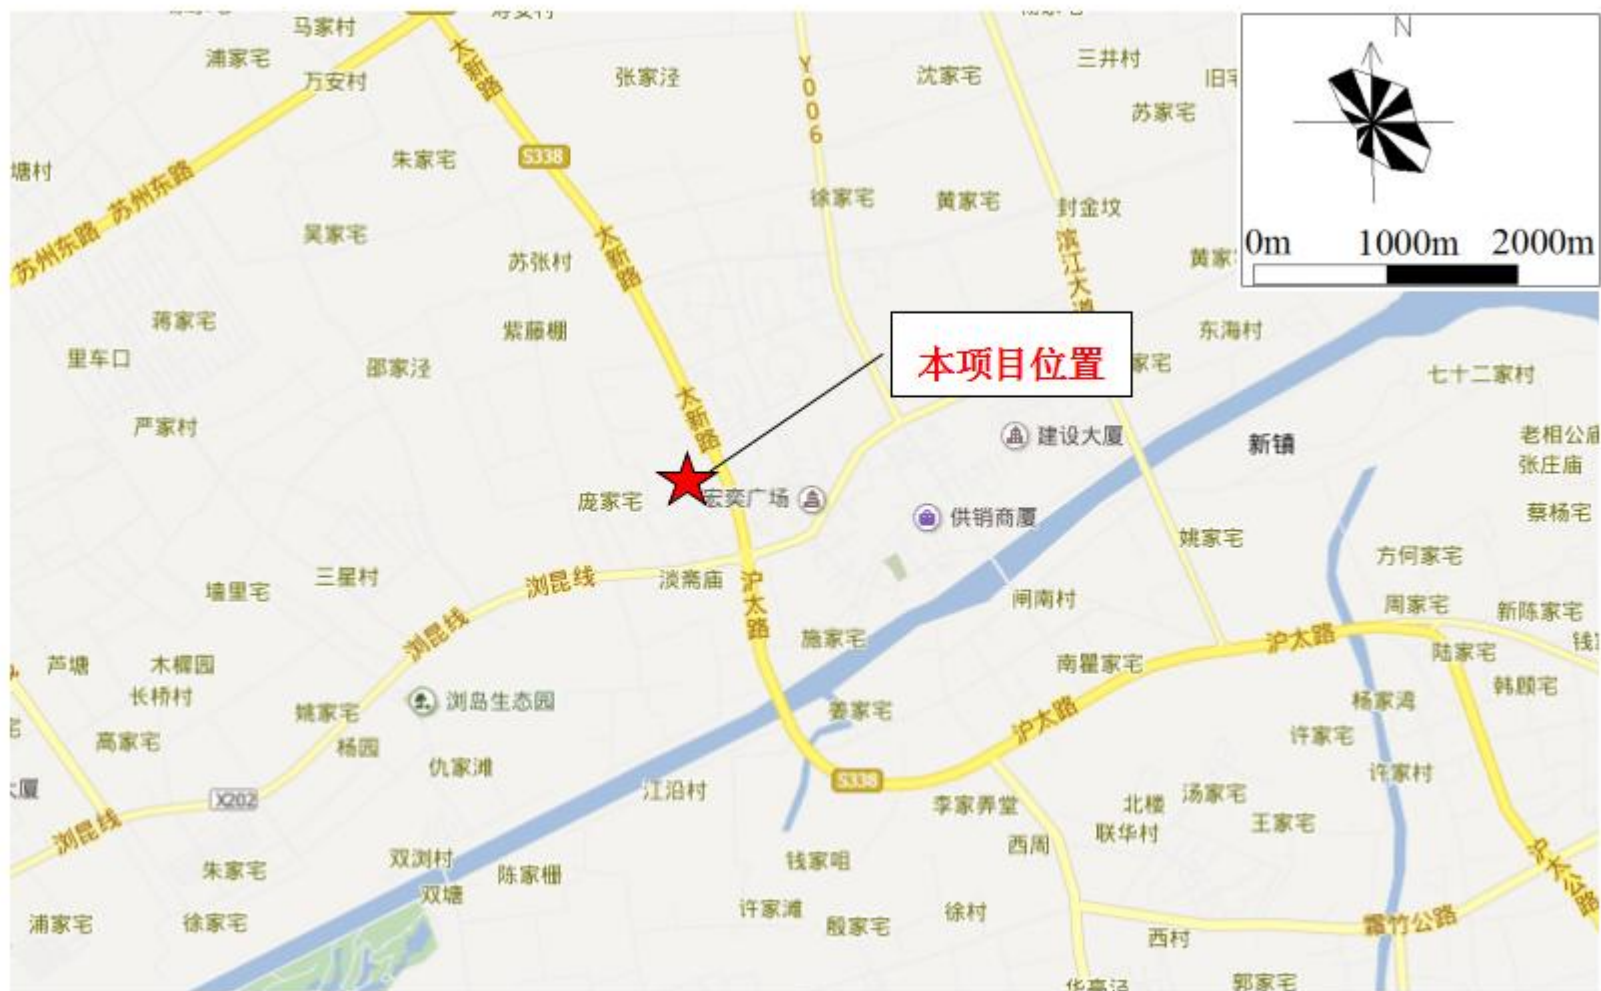 马家村
浦家宅
万安村
太新路
张家泾
Y006
沈家宅
三井村
苏家宅
N
塘村
苏州东路
苏州东路
朱家宅
S338
徐家宅
黄家宅
封金坟
吴家宅
苏张村
太新路
滨江大道
黄家
0m 1000m 2000m
蒋家宅
里车口
紫藤棚
邵家泾
本项目位置
家宅
东海村
七十二家村
严家村
太新路
建设大厦
新镇
老相公庙
张庄庙
庞家宅
宏奕广场
供销商厦
姚家宅
蔡杨宅
方何家宅
墙里宅
三星村
浏昆线
淡斋庙
沪太路
闸南村
周家宅
新陈家宅
浏昆线
施家宅
南瞿家宅
沪太路
陆家宅
芦塘
木樨园
长桥村
姚家宅
浏岛生态园
姜家宅
沪太路
杨家湾
韩顾宅
高家宅
杨园
仇家滩
许家宅
许家村
大厦
X202
江沿村
S338
李家弄堂
北楼
联华村
汤家宅
王家宅
浏昆线
朱家宅
双浏村
双塘
陈家栅
钱家咀
西周
沪太公路
浦家宅
徐家宅
许家滩
殷家宅
徐村
西村
霜竹公路
郭家宅